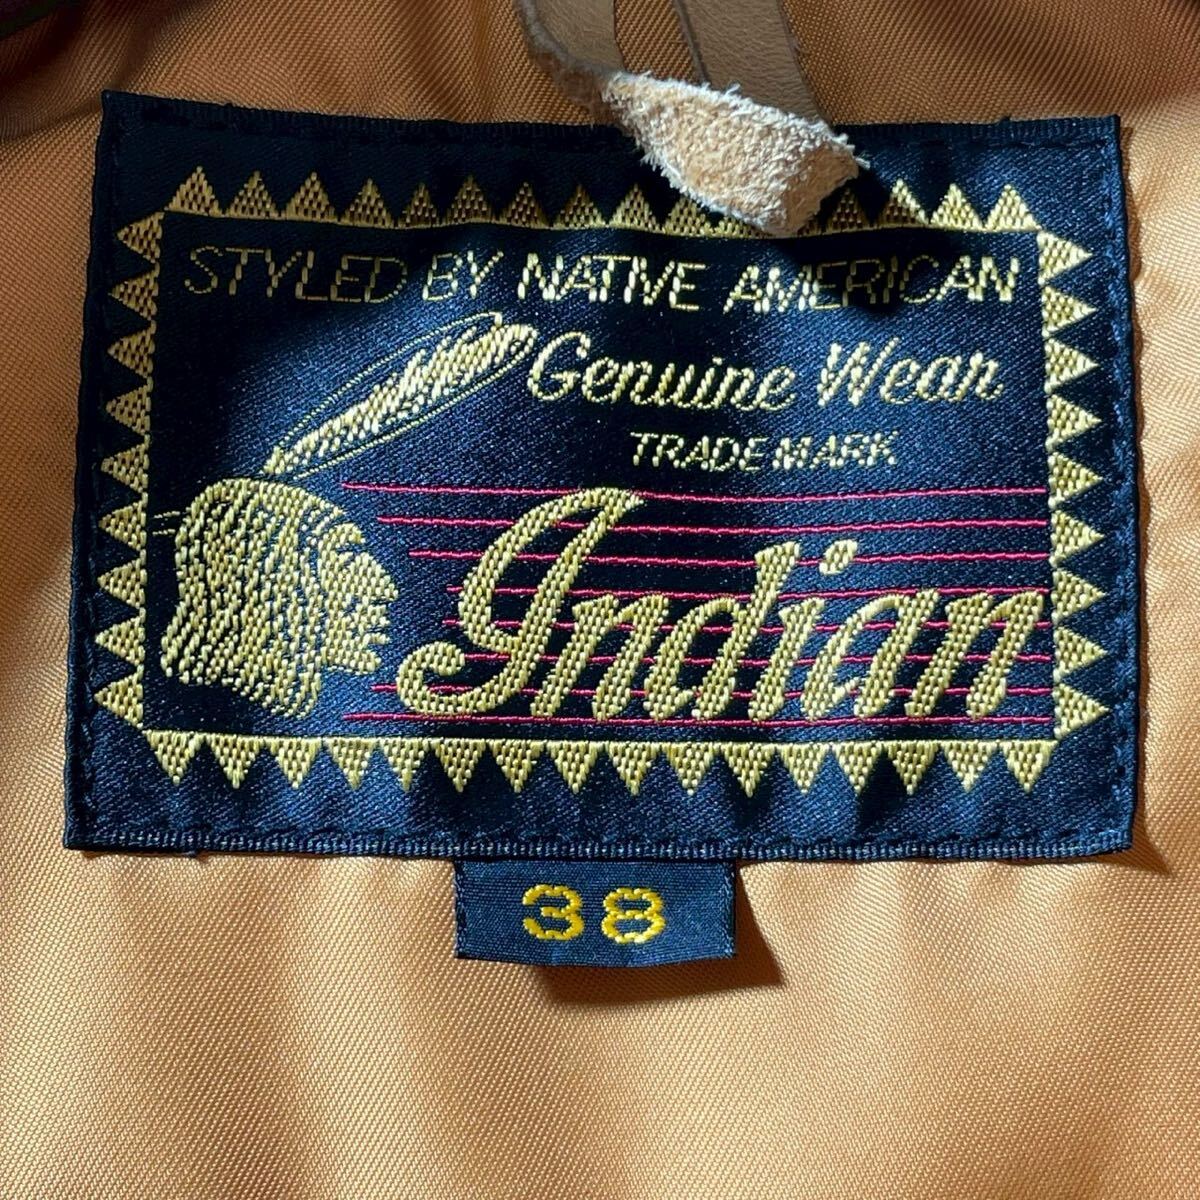 STYLED BY NATIVE AMERICAN
Genuine Wear
TRADE MARK
Indian
38